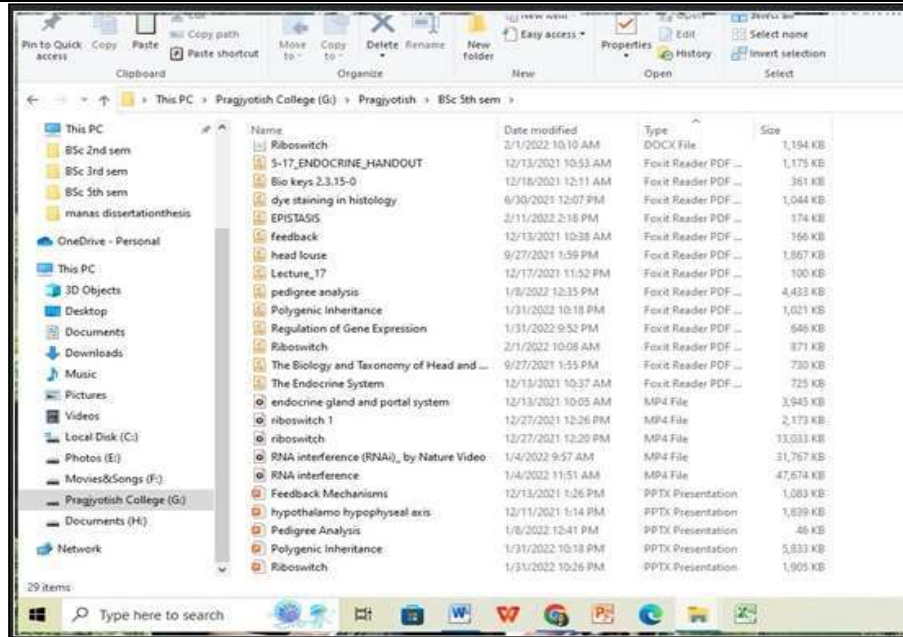 Copy path
Pin to Quick access Copy Paste Paste shortcut Move to Copy to Delete Rename New folder Easy access Properties Edit History Select none Invert selection
Clipboard Organize New Open Select
This PC > Pragjyotish College (G:) > Pragjyotish > BSc 5th sem >
This PC
BSc 2nd sem
BSc 3rd sem
BSc 5th sem
manas dissertationthesis
OneDrive - Personal
This PC
3D Objects
Desktop
Documents
Downloads
Music
Pictures
Videos
Local Disk (C:)
Photos (E:)
Movies&Songs (F:)
Pragjyotish College (G:)
Documents (H:)
Network
Name Date modified Type Size
Riboswitch 2/1/2022 10:10 AM DOCX File 1,194 KB
5-17_ENDOCRINE_HANDOUT 12/13/2021 10:53 AM Foxit Reader PDF ... 1,175 KB
Bio keys 2.3.15-0 12/18/2021 12:11 AM Foxit Reader PDF ... 361 KB
dye staining in histology 6/30/2021 12:07 PM Foxit Reader PDF ... 1,044 KB
EPISTASIS 2/11/2022 2:18 PM Foxit Reader PDF ... 174 KB
feedback 12/13/2021 10:38 AM Foxit Reader PDF ... 166 KB
head louse 9/27/2021 1:59 PM Foxit Reader PDF ... 1,867 KB
Lecture_17 12/17/2021 11:52 PM Foxit Reader PDF ... 100 KB
pedigree analysis 1/8/2022 12:35 PM Foxit Reader PDF ... 4,433 KB
Polygenic Inheritance 1/31/2022 10:18 PM Foxit Reader PDF ... 1,021 KB
Regulation of Gene Expression 1/31/2022 9:52 PM Foxit Reader PDF ... 646 KB
Riboswitch 2/1/2022 10:08 AM Foxit Reader PDF ... 871 KB
The Biology and Taxonomy of Head and ... 9/27/2021 1:55 PM Foxit Reader PDF ... 730 KB
The Endocrine System 12/13/2021 10:37 AM Foxit Reader PDF ... 725 KB
endocrine gland and portal system 12/13/2021 10:05 AM MP4 File 3,945 KB
riboswitch 1 12/27/2021 12:26 PM MP4 File 2,173 KB
riboswitch 12/27/2021 12:20 PM MP4 File 13,033 KB
RNA interference (RNAi)_ by Nature Video 1/4/2022 9:57 AM MP4 File 31,767 KB
RNA interference 1/4/2022 11:51 AM MP4 File 47,674 KB
Feedback Mechanisms 12/13/2021 1:26 PM PPTX Presentation 1,083 KB
hypothalamo hypophyseal axis 12/11/2021 1:14 PM PPTX Presentation 1,839 KB
Pedigree Analysis 1/8/2022 12:41 PM PPTX Presentation 46 KB
Polygenic Inheritance 1/31/2022 10:18 PM PPTX Presentation 5,833 KB
Riboswitch 1/31/2022 10:26 PM PPTX Presentation 1,905 KB
29 items
Type here to search